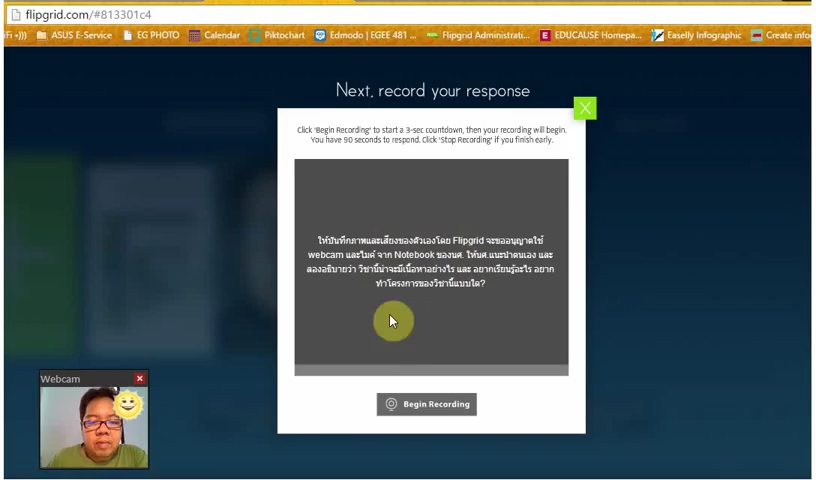 flipgrid.com/#813301c4
iFi •))) ASUS E-Service EG PHOTO Calendar Piktochart Edmodo | EGEE 481 ... Flipgrid Administrati... EDUCAUSE Homepa... Easelly Infographic Create info
Next, record your response
X
Click 'Begin Recording' to start a 3-sec countdown, then your recording will begin.
You have 90 seconds to respond. Click 'Stop Recording' if you finish early.
ให้บันทึกภาพและเสียงของตัวเองโดย Flipgrid จะขออนุญาตใช้
webcam และไมค์ จาก Notebook ของนศ. ให้นศ.แนะนำตนเอง และ
ลองอธิบายว่า วิชานี้น่าจะมีเนื้อหาอย่างไร และ อยากเรียนรู้อะไร อยาก
ทำโครงการของวิชานี้แบบใด?
Webcam
Begin Recording